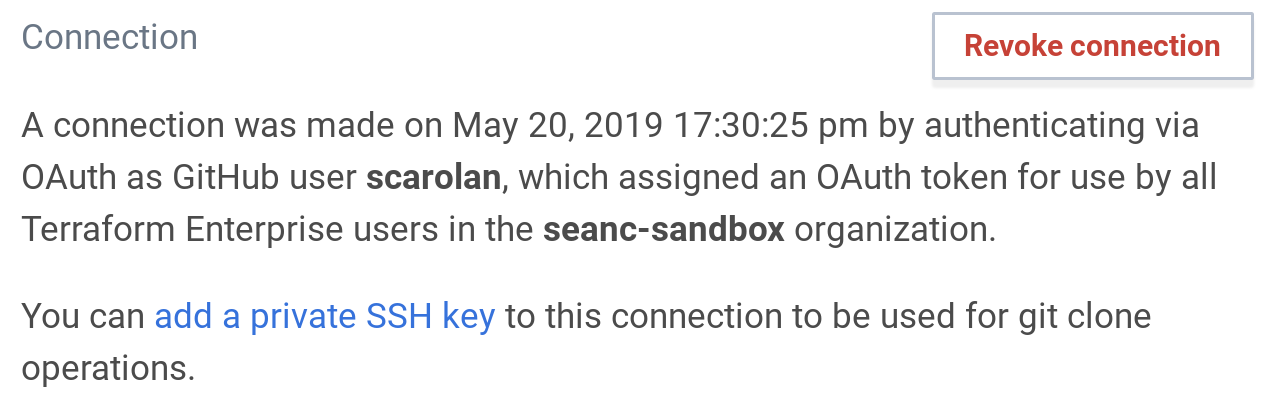 Connection
Revoke connection
A connection was made on May 20, 2019 17:30:25 pm by authenticating via
OAuth as GitHub user scarolan, which assigned an OAuth token for use by all
Terraform Enterprise users in the seanc-sandbox organization.
You can add a private SSH key to this connection to be used for git clone
operations.